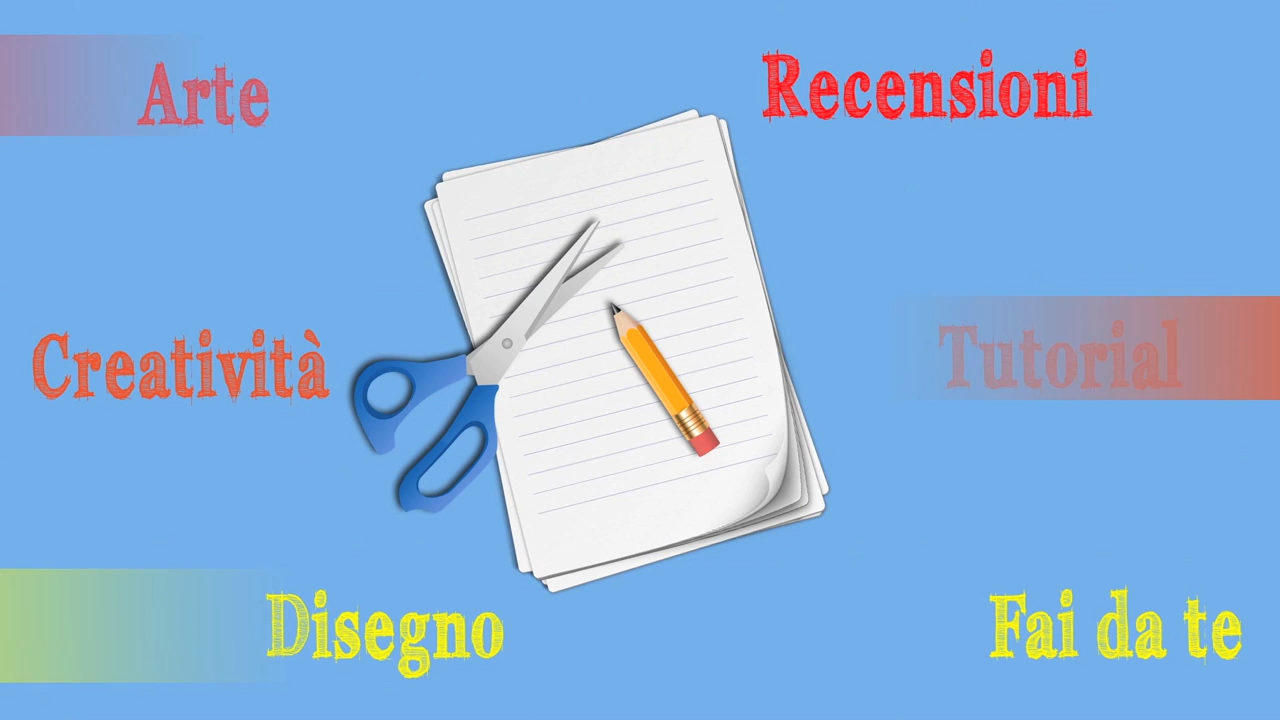 Arte
Recensioni
Creatività
Tutorial
Disegno
Fai da te